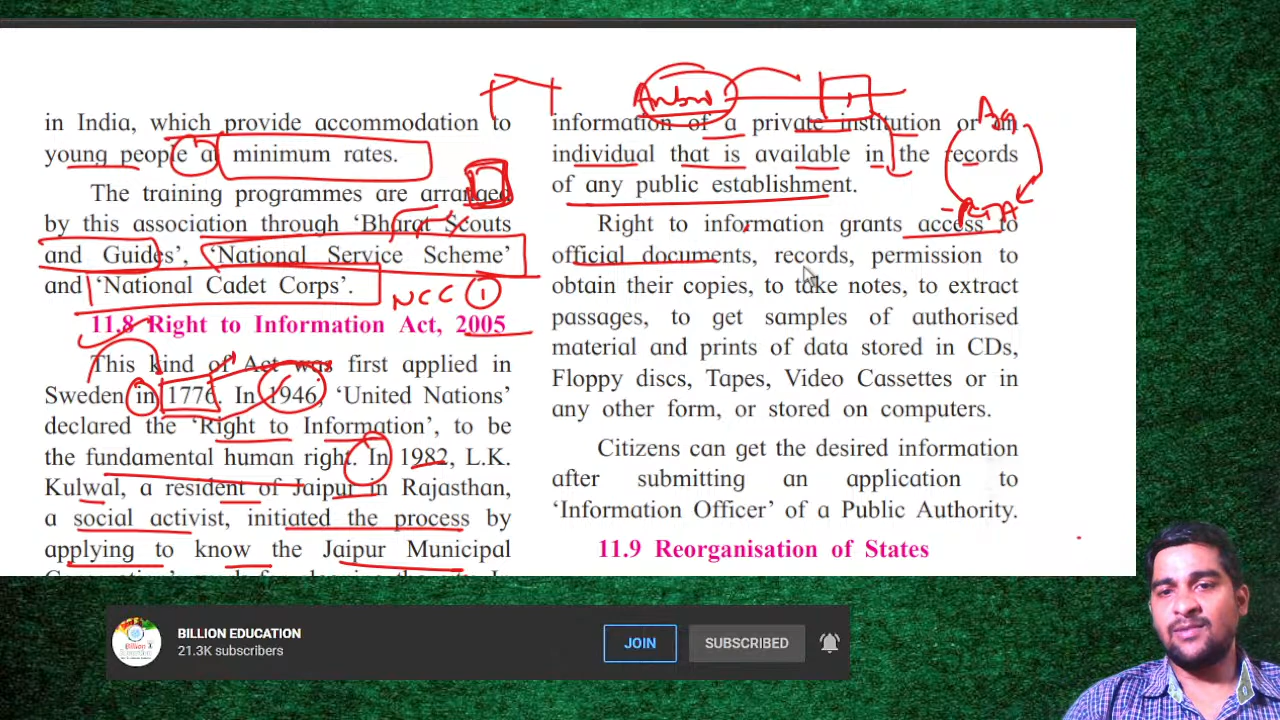 in India, which provide accommodation to
young people at minimum rates.
The training programmes are arranged
by this association through ‘Bharat Scouts
and Guides’, ‘National Service Scheme’
and ‘National Cadet Corps’.
NCC 1
11.8 Right to Information Act, 2005
This kind of Act was first applied in
Sweden in 1776. In 1946, ‘United Nations’
declared the ‘Right to Information’, to be
the fundamental human right. In 1982, L.K.
Kulwal, a resident of Jaipur in Rajasthan,
a social activist, initiated the process by
applying to know the Jaipur Municipal
information of a private institution or an
individual that is available in the records
of any public establishment.
Right to information grants access to
official documents, records, permission to
obtain their copies, to take notes, to extract
passages, to get samples of authorised
material and prints of data stored in CDs,
Floppy discs, Tapes, Video Cassettes or in
any other form, or stored on computers.
Citizens can get the desired information
after submitting an application to
‘Information Officer’ of a Public Authority.
11.9 Reorganisation of States
BILLION EDUCATION
21.3K subscribers
JOIN
SUBSCRIBED